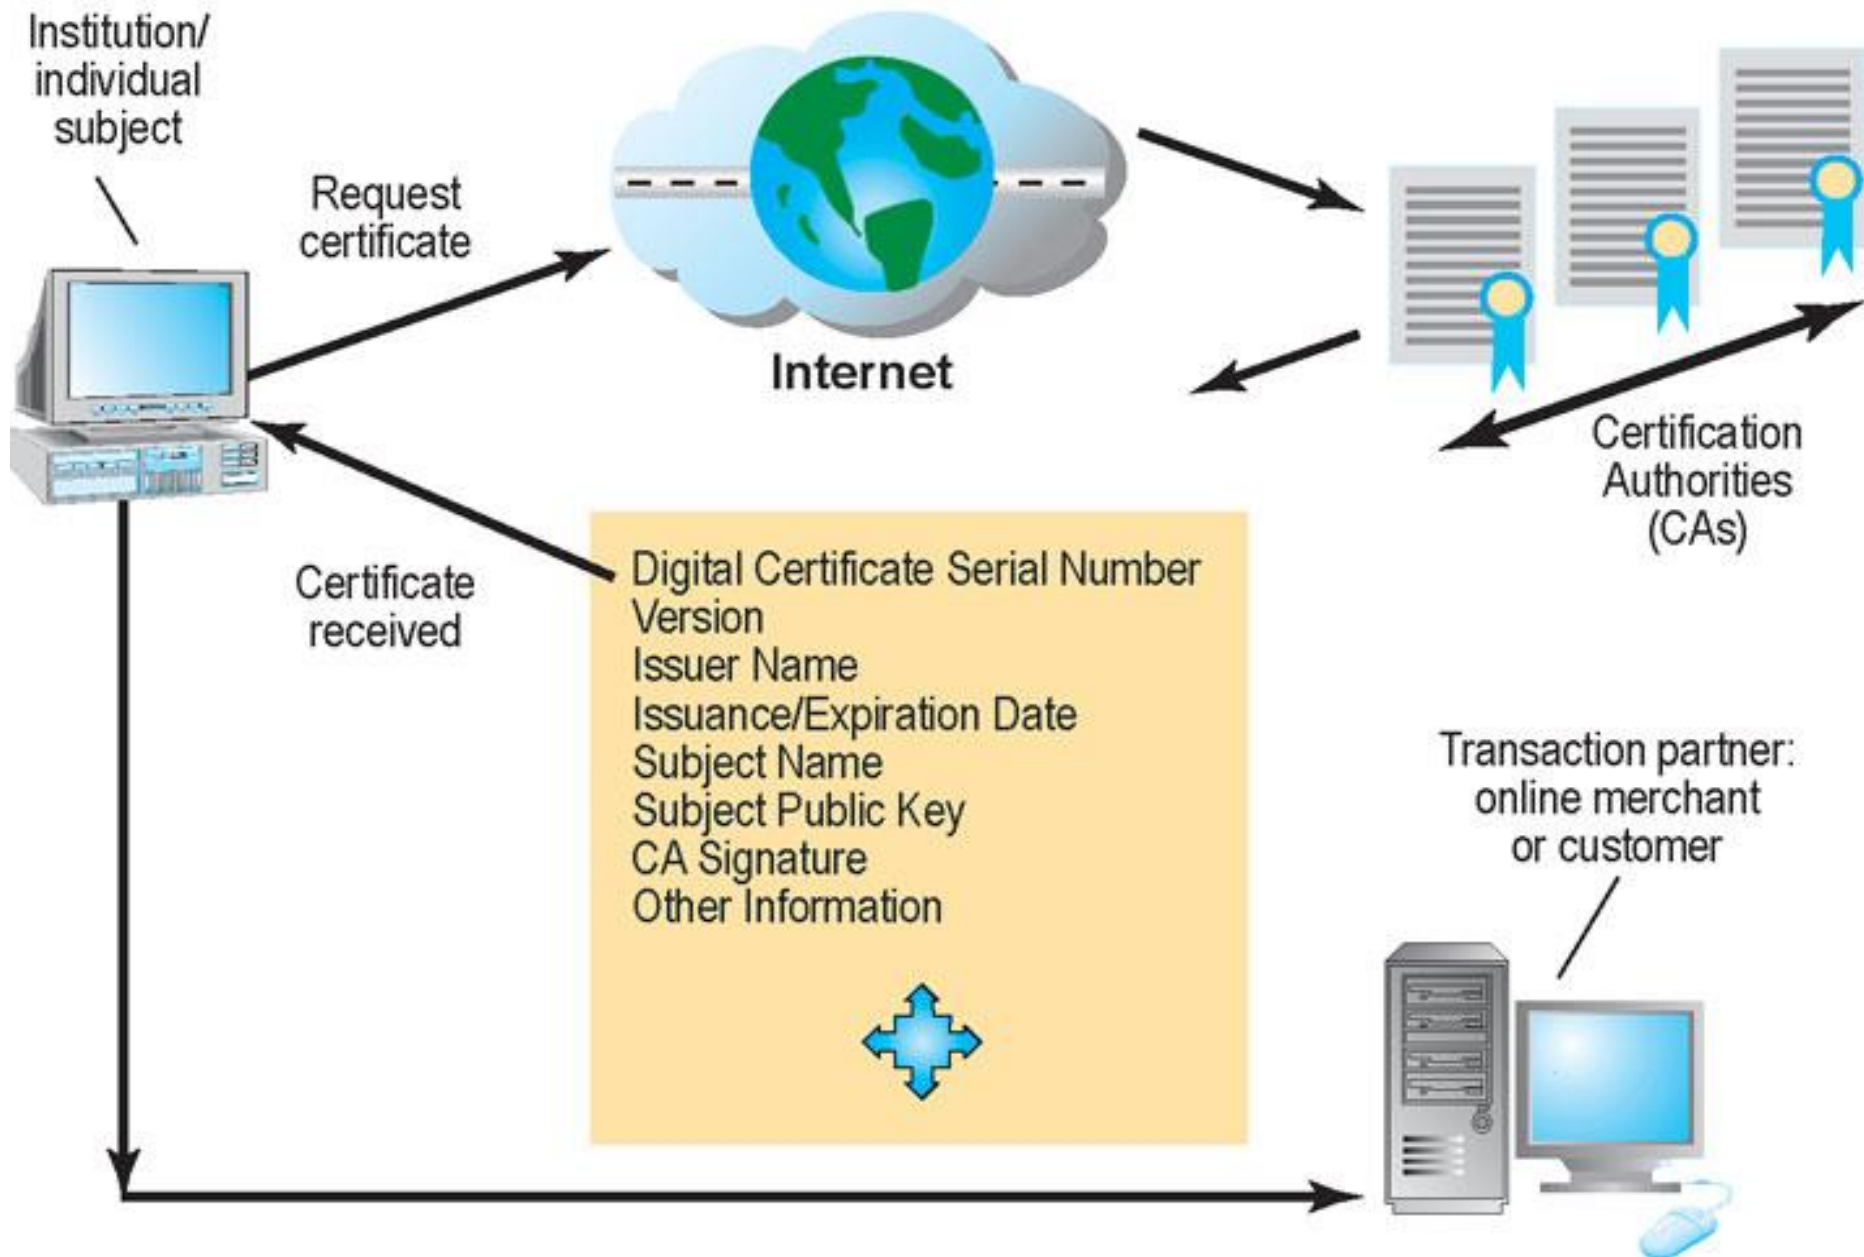 Institution/
individual
subject
Request
certificate
Internet
Certification
Authorities
(CAs)
Certificate
received
Digital Certificate Serial Number
Version
Issuer Name
Issuance/Expiration Date
Subject Name
Subject Public Key
CA Signature
Other Information
Transaction partner:
online merchant
or customer